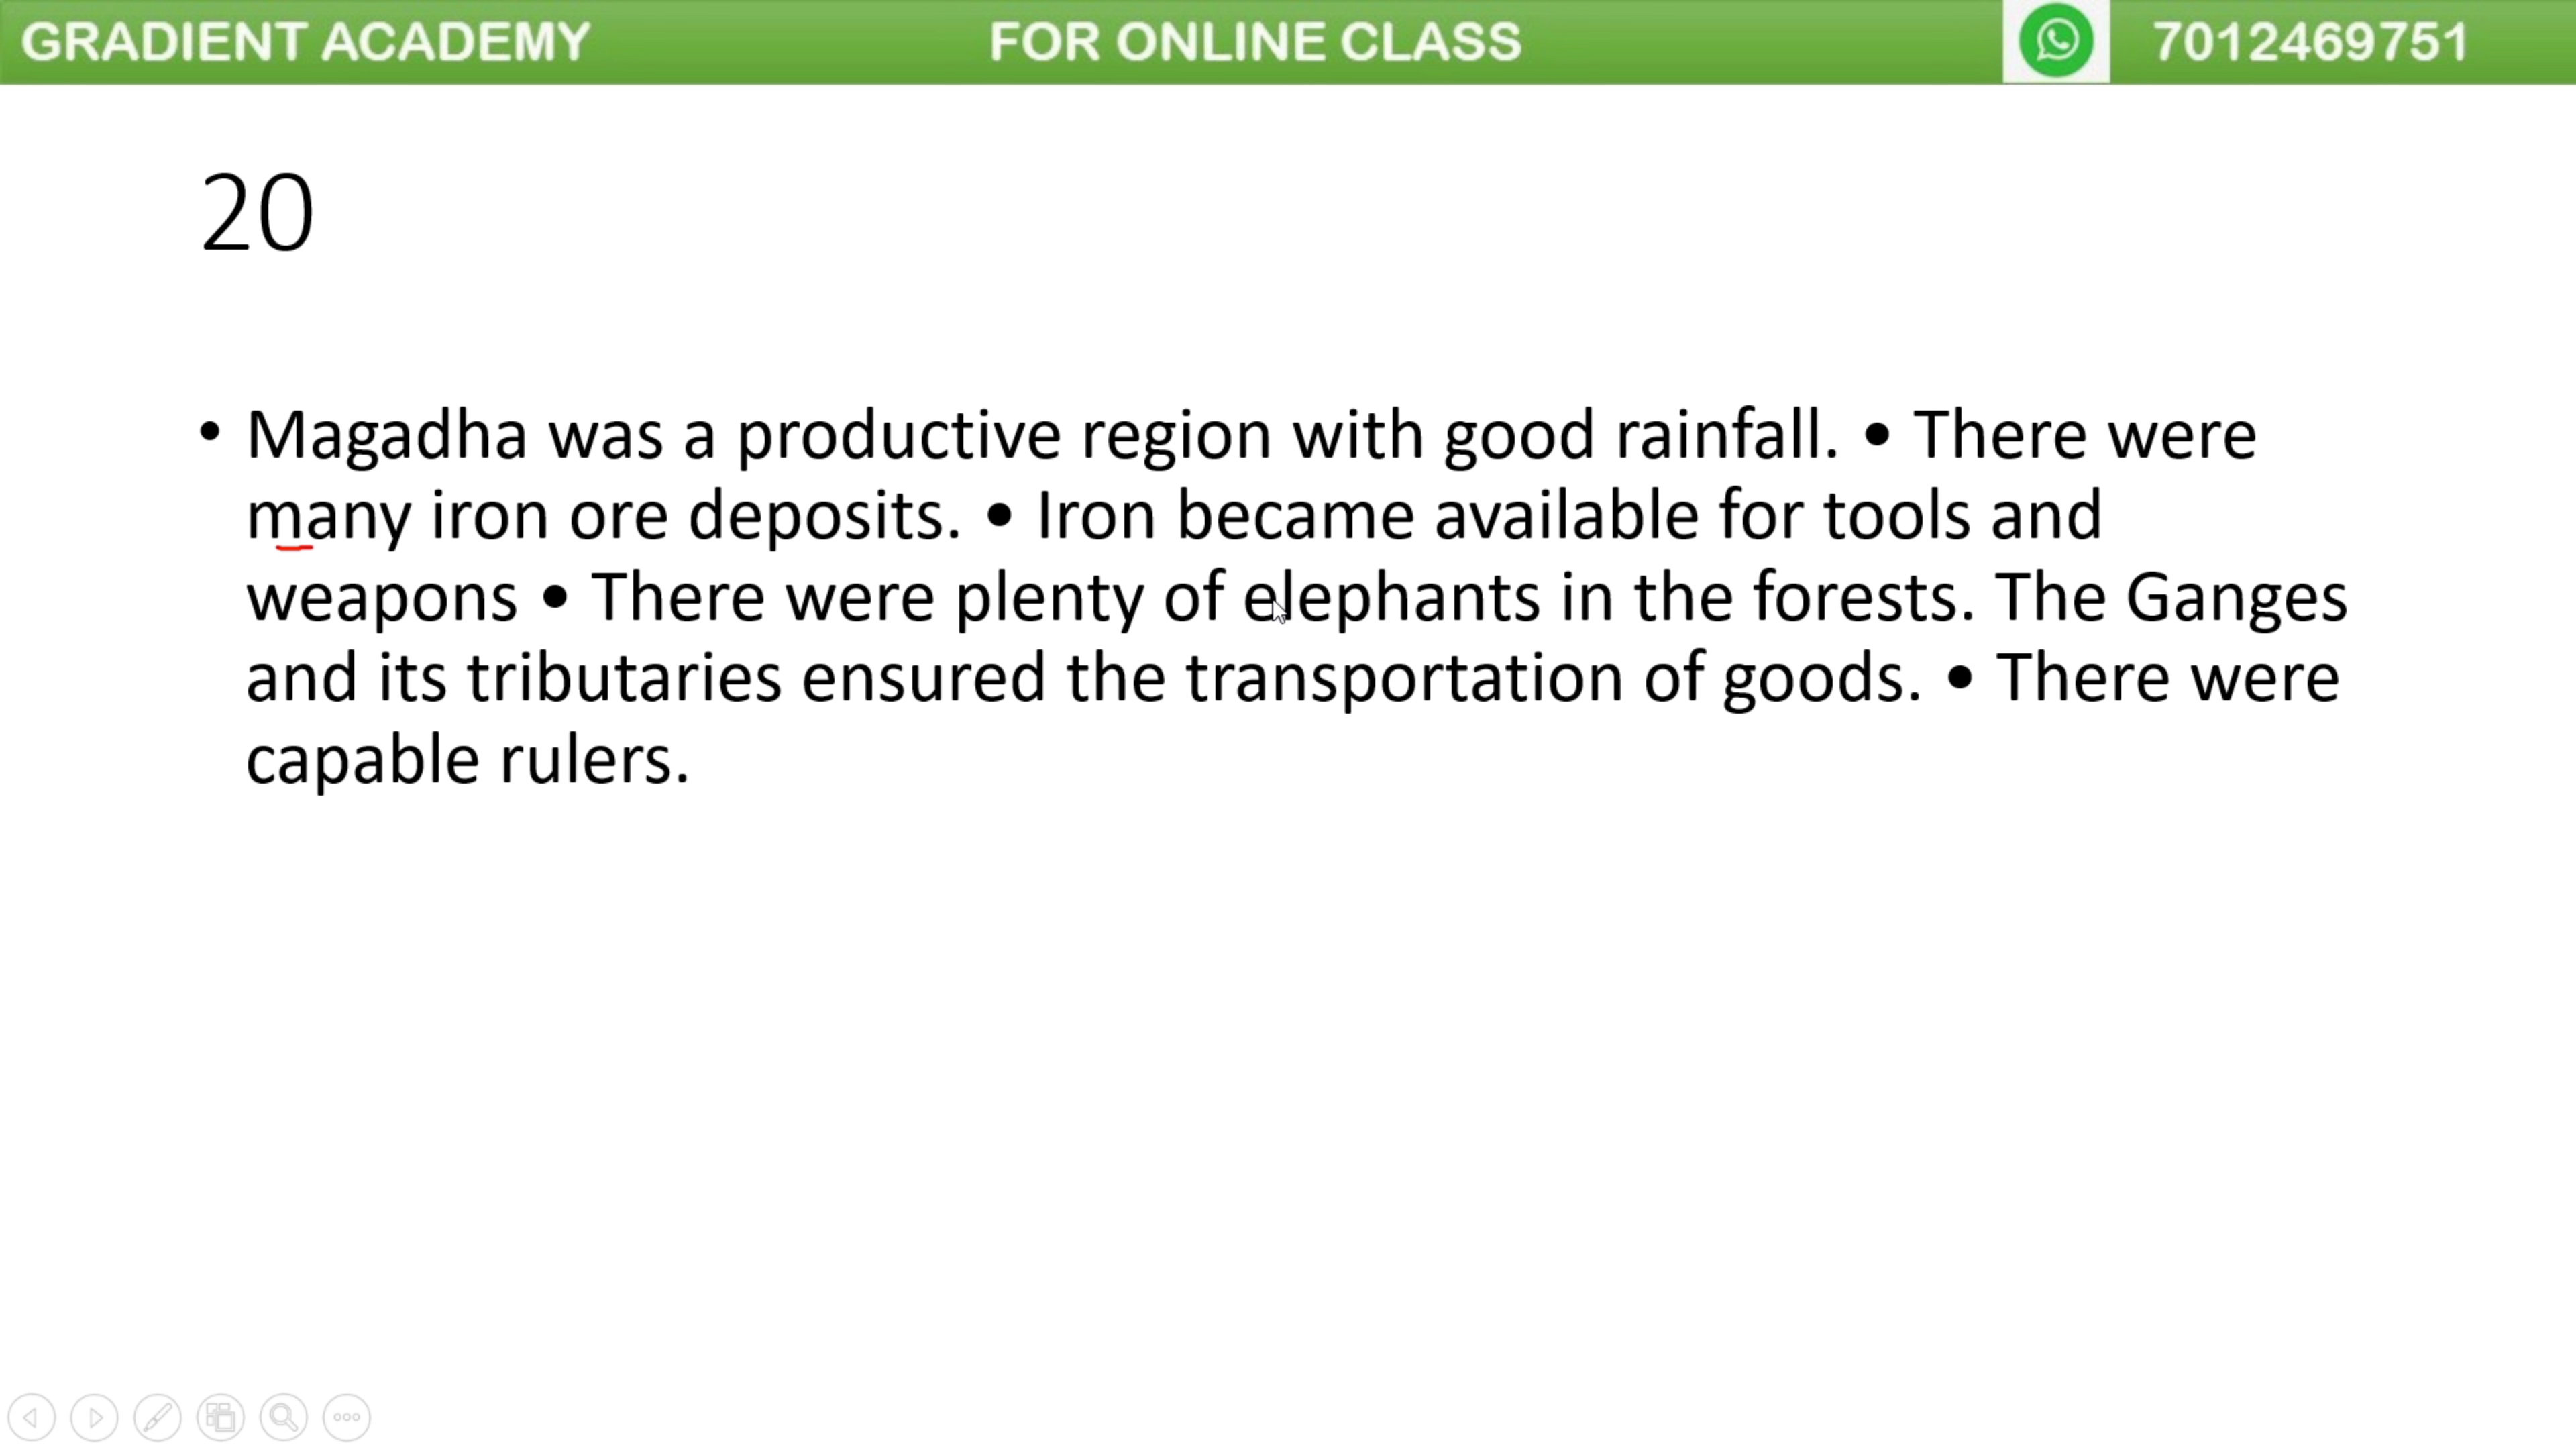 GRADIENT ACADEMY FOR ONLINE CLASS 7012469751
20
• Magadha was a productive region with good rainfall. • There were
many iron ore deposits. • Iron became available for tools and
weapons • There were plenty of elephants in the forests. The Ganges
and its tributaries ensured the transportation of goods. • There were
capable rulers.